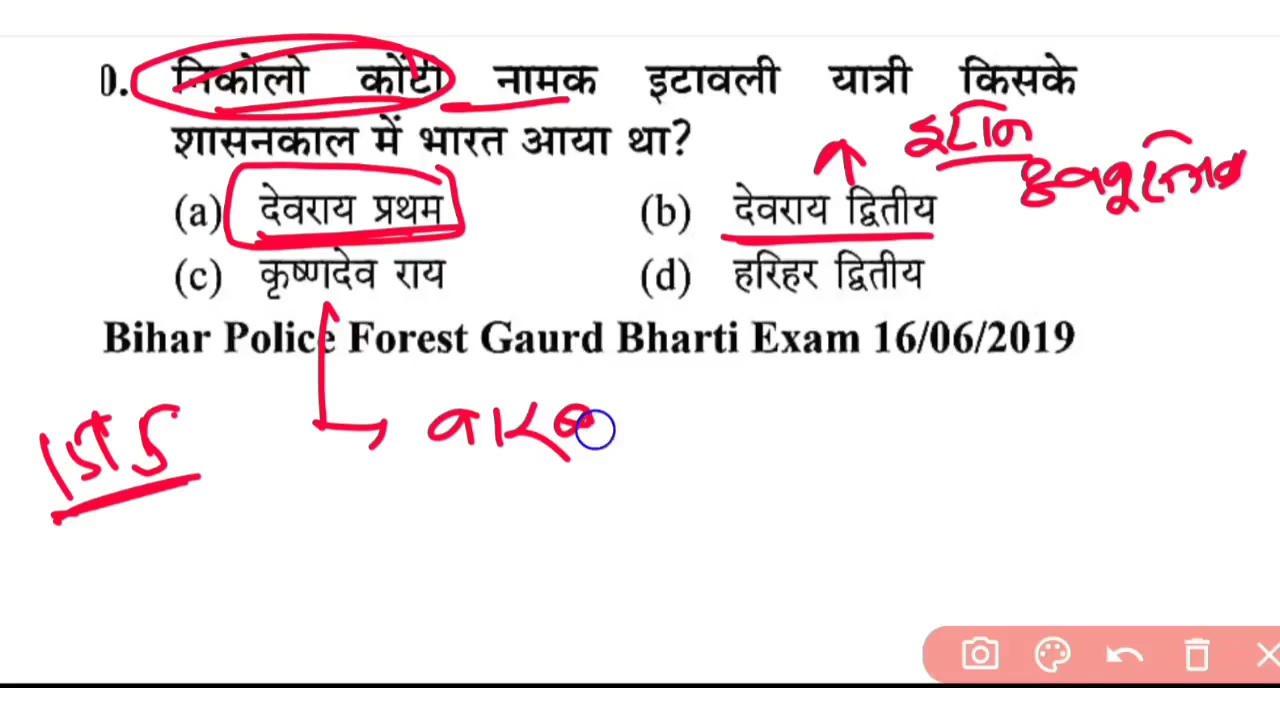 0. निकोलो कोंटी नामक इटावली यात्री किसके
शासनकाल में भारत आया था?
(a) देवराय प्रथम (b) देवराय द्वितीय
(c) कृष्णदेव राय (d) हरिहर द्वितीय
Bihar Police Forest Gaurd Bharti Exam 16/06/2019